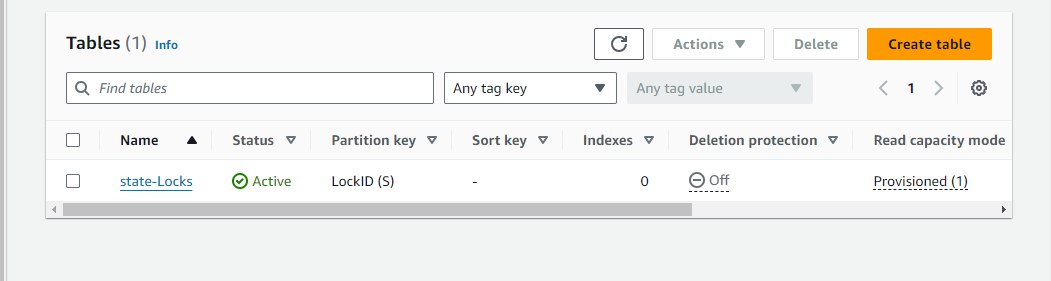 Tables (1) Info
Actions
Delete
Create table
Find tables
Any tag key
Any tag value
1
Name Status Partition key Sort key Indexes Deletion protection Read capacity mode
state-Locks Active LockID (S) - 0 Off Provisioned (1)